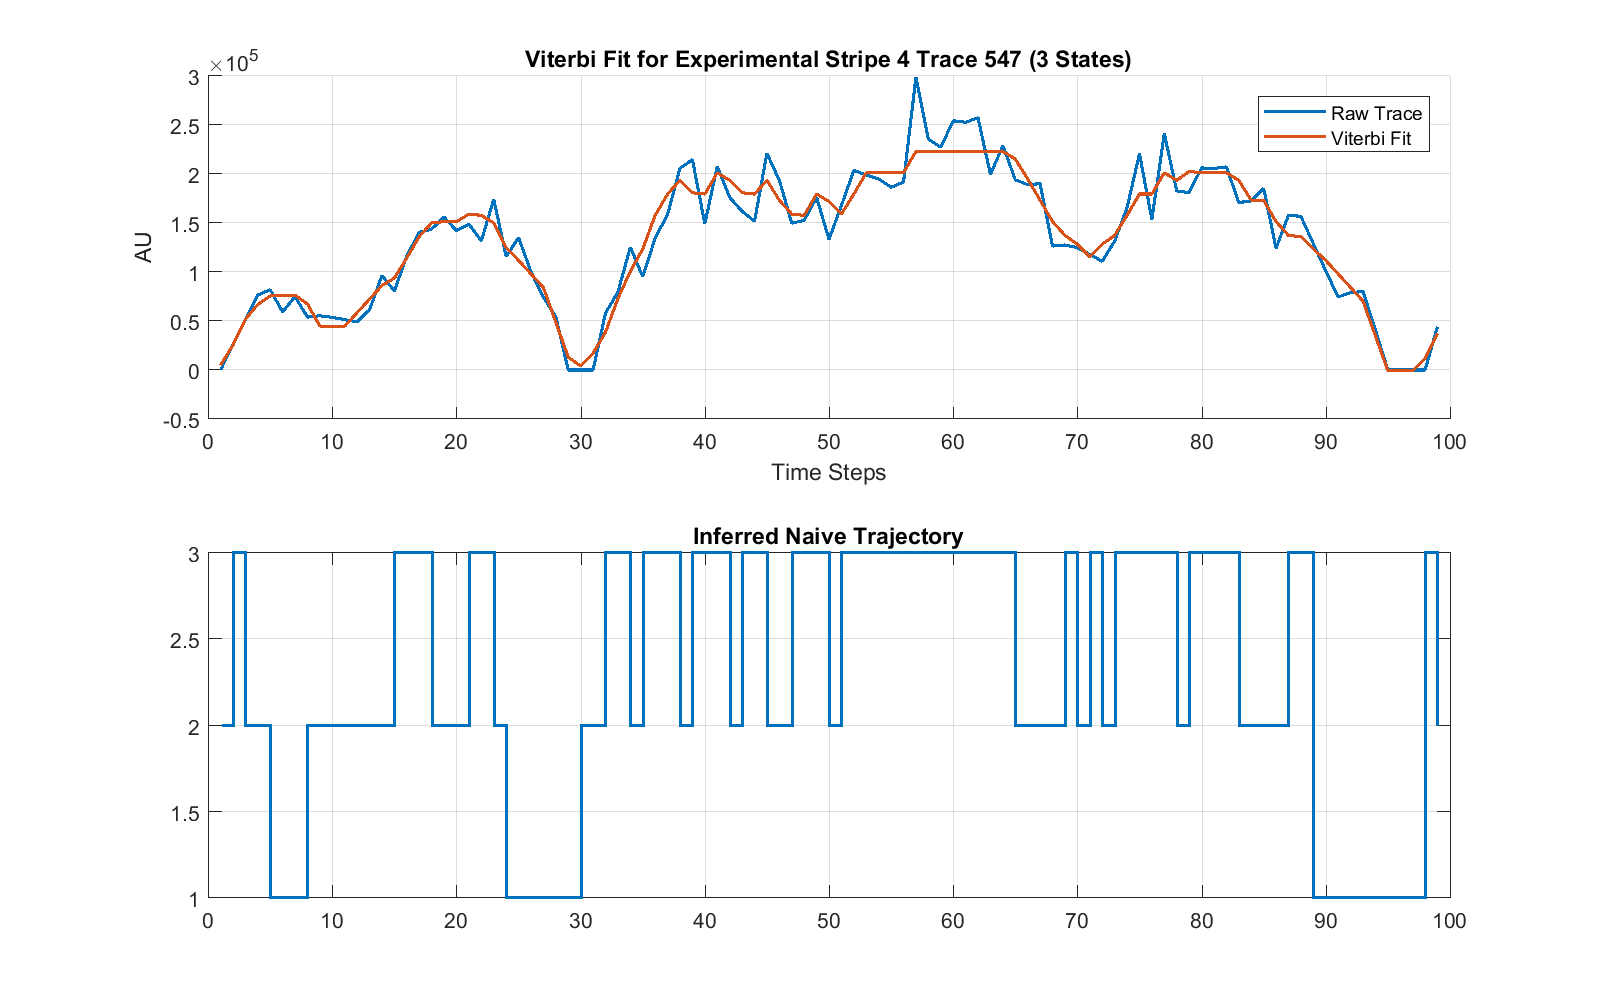 Viterbi Fit for Experimental Stripe 4 Trace 547 (3 States)
×10^5
3
2.5
2
1.5
1
0.5
0
-0.5
AU
Raw Trace
Viterbi Fit
0 10 20 30 40 50 60 70 80 90 100
Time Steps
Inferred Naive Trajectory
3
2.5
2
1.5
1
0 10 20 30 40 50 60 70 80 90 100